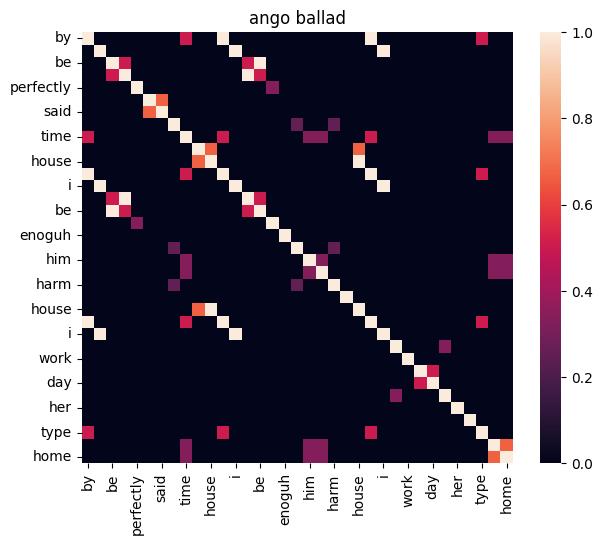 ango ballad
by
be
perfectly
said
time
house
i
be
enoguh
him
harm
house
i
work
day
her
type
home
1.0
0.8
0.6
0.4
0.2
0.0
by
be
perfectly
said
time
house
i
be
enoguh
him
harm
house
i
work
day
her
type
home